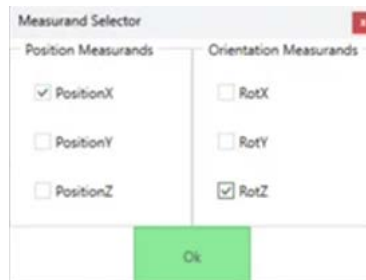 Measurand Selector
Position Measurands
Orientation Measurands
PositionX
RotX
PositionY
RotY
PositionZ
RotZ
Ok